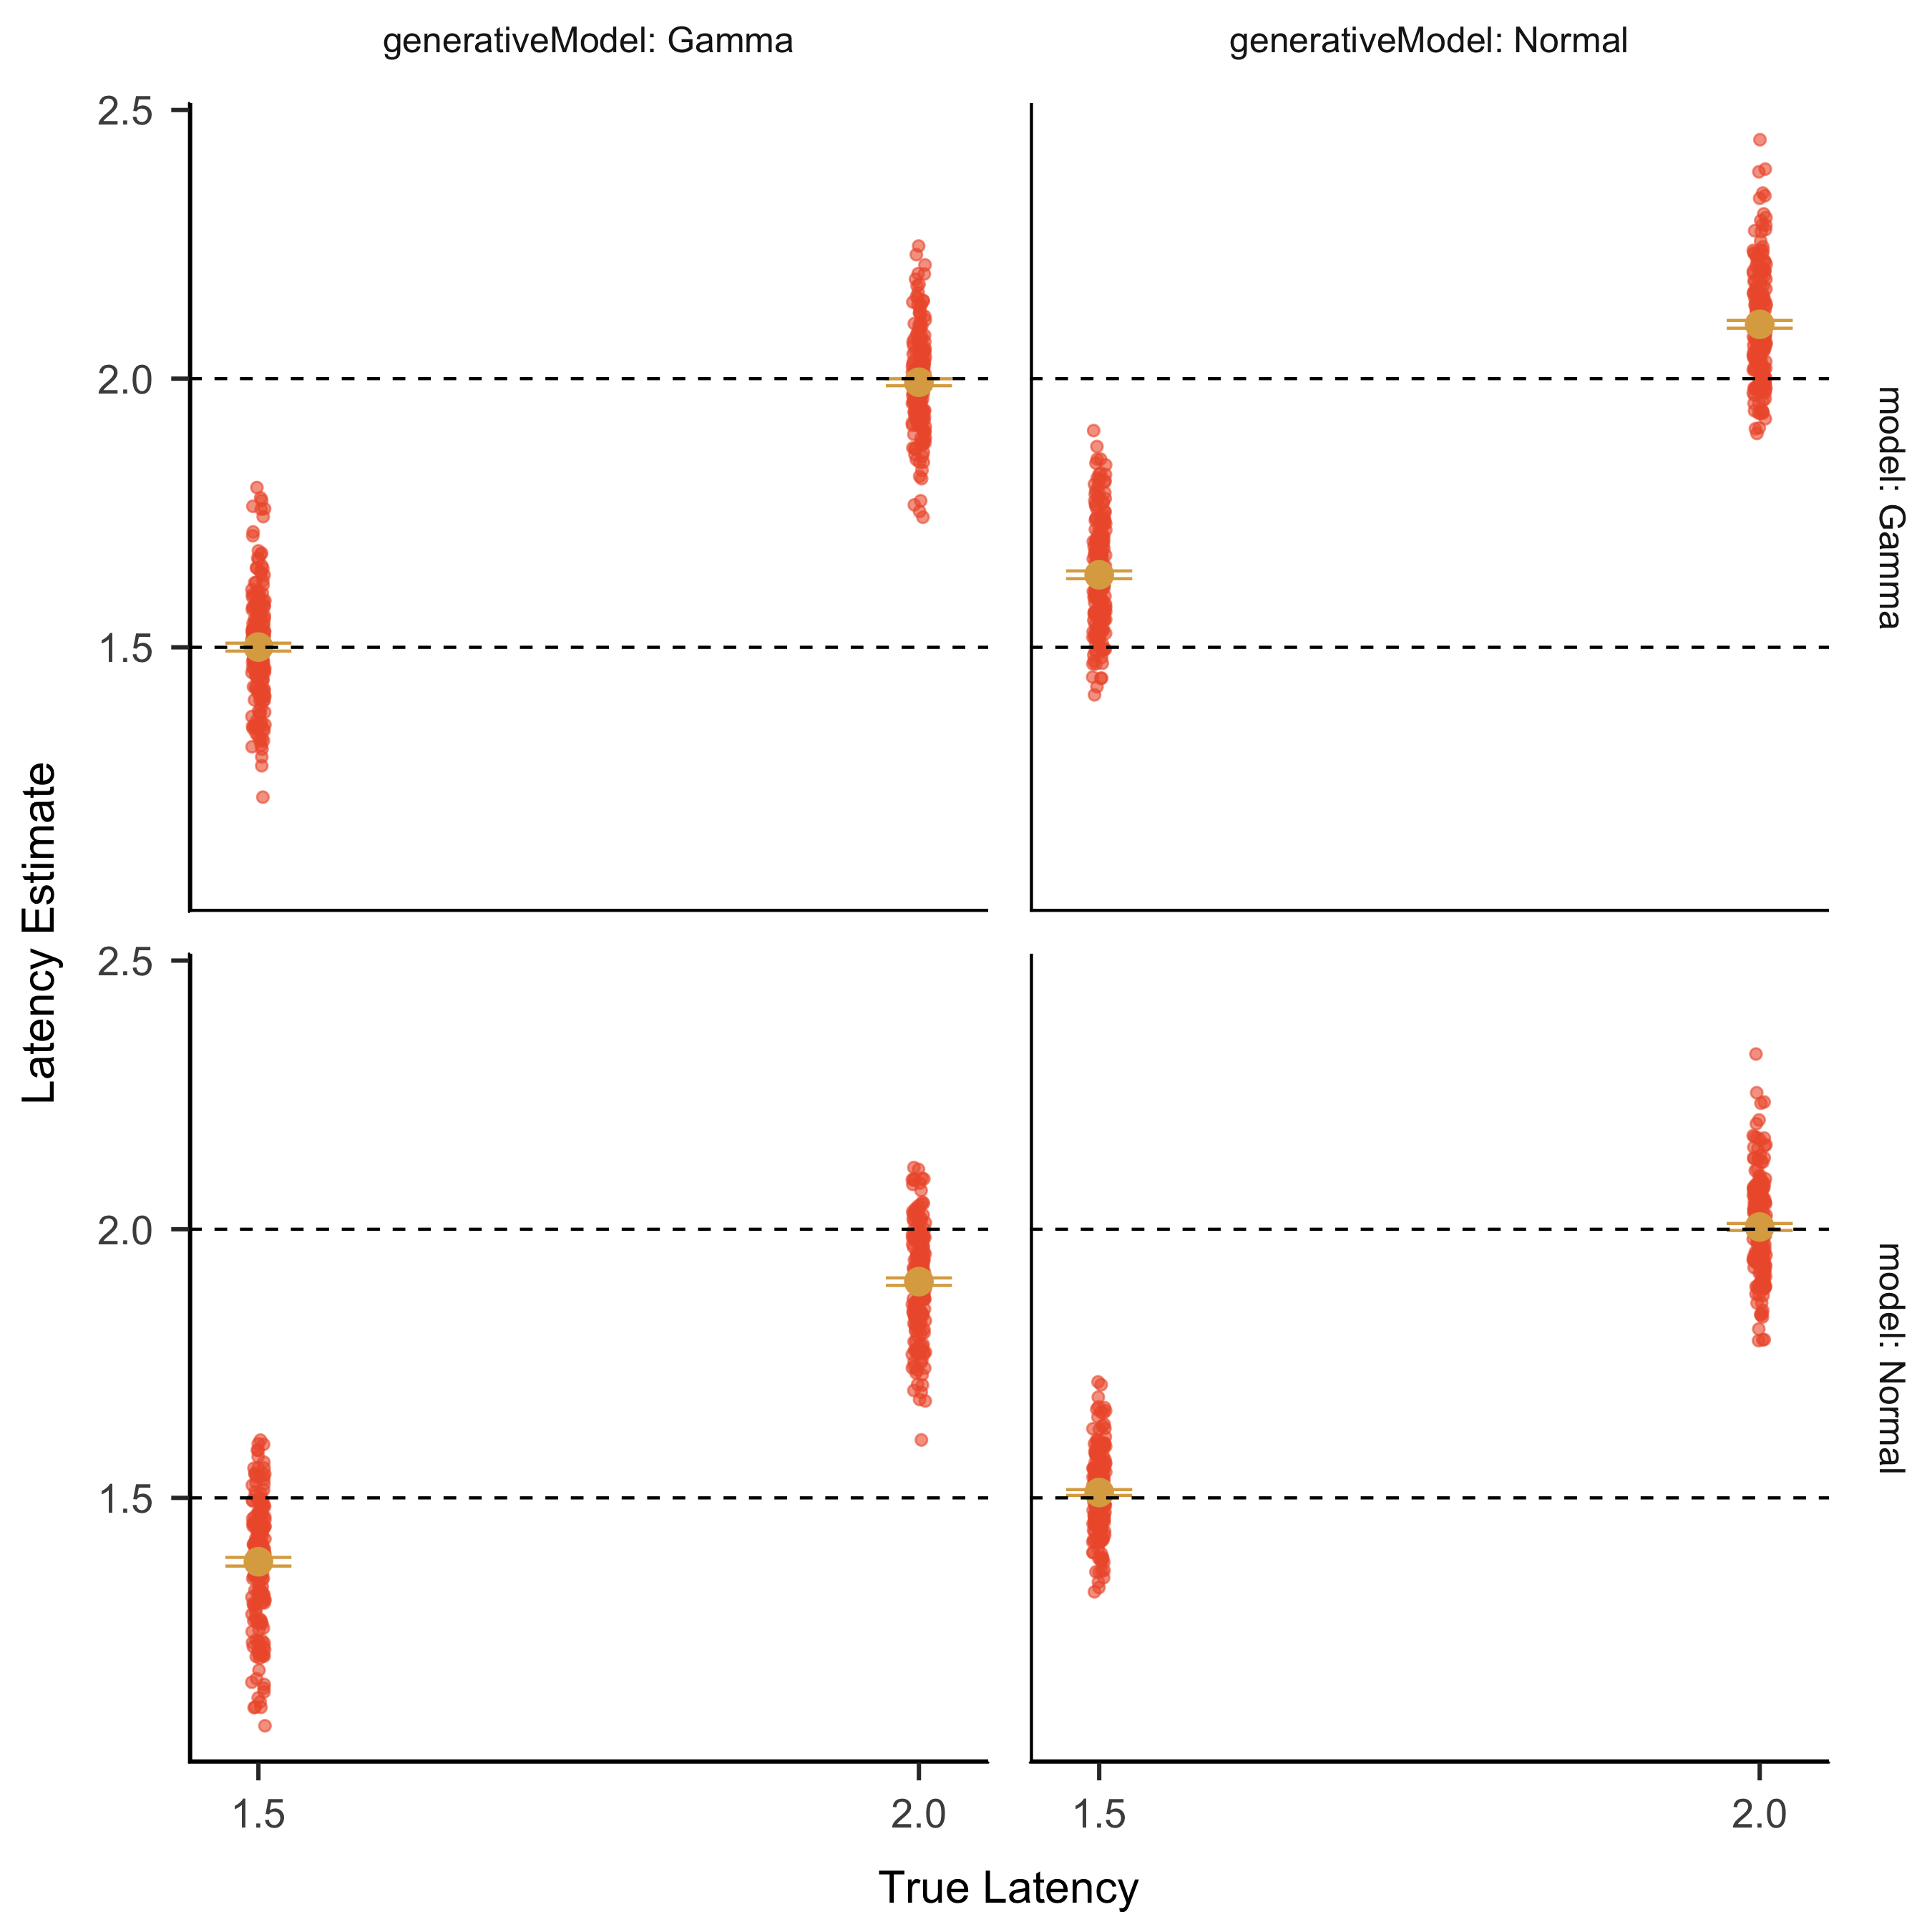 generativeModel: Gamma
generativeModel: Normal
2.5
2.0
1.5
model: Gamma
Latency Estimate
2.5
2.0
1.5
model: Normal
1.5
2.0
1.5
2.0
True Latency